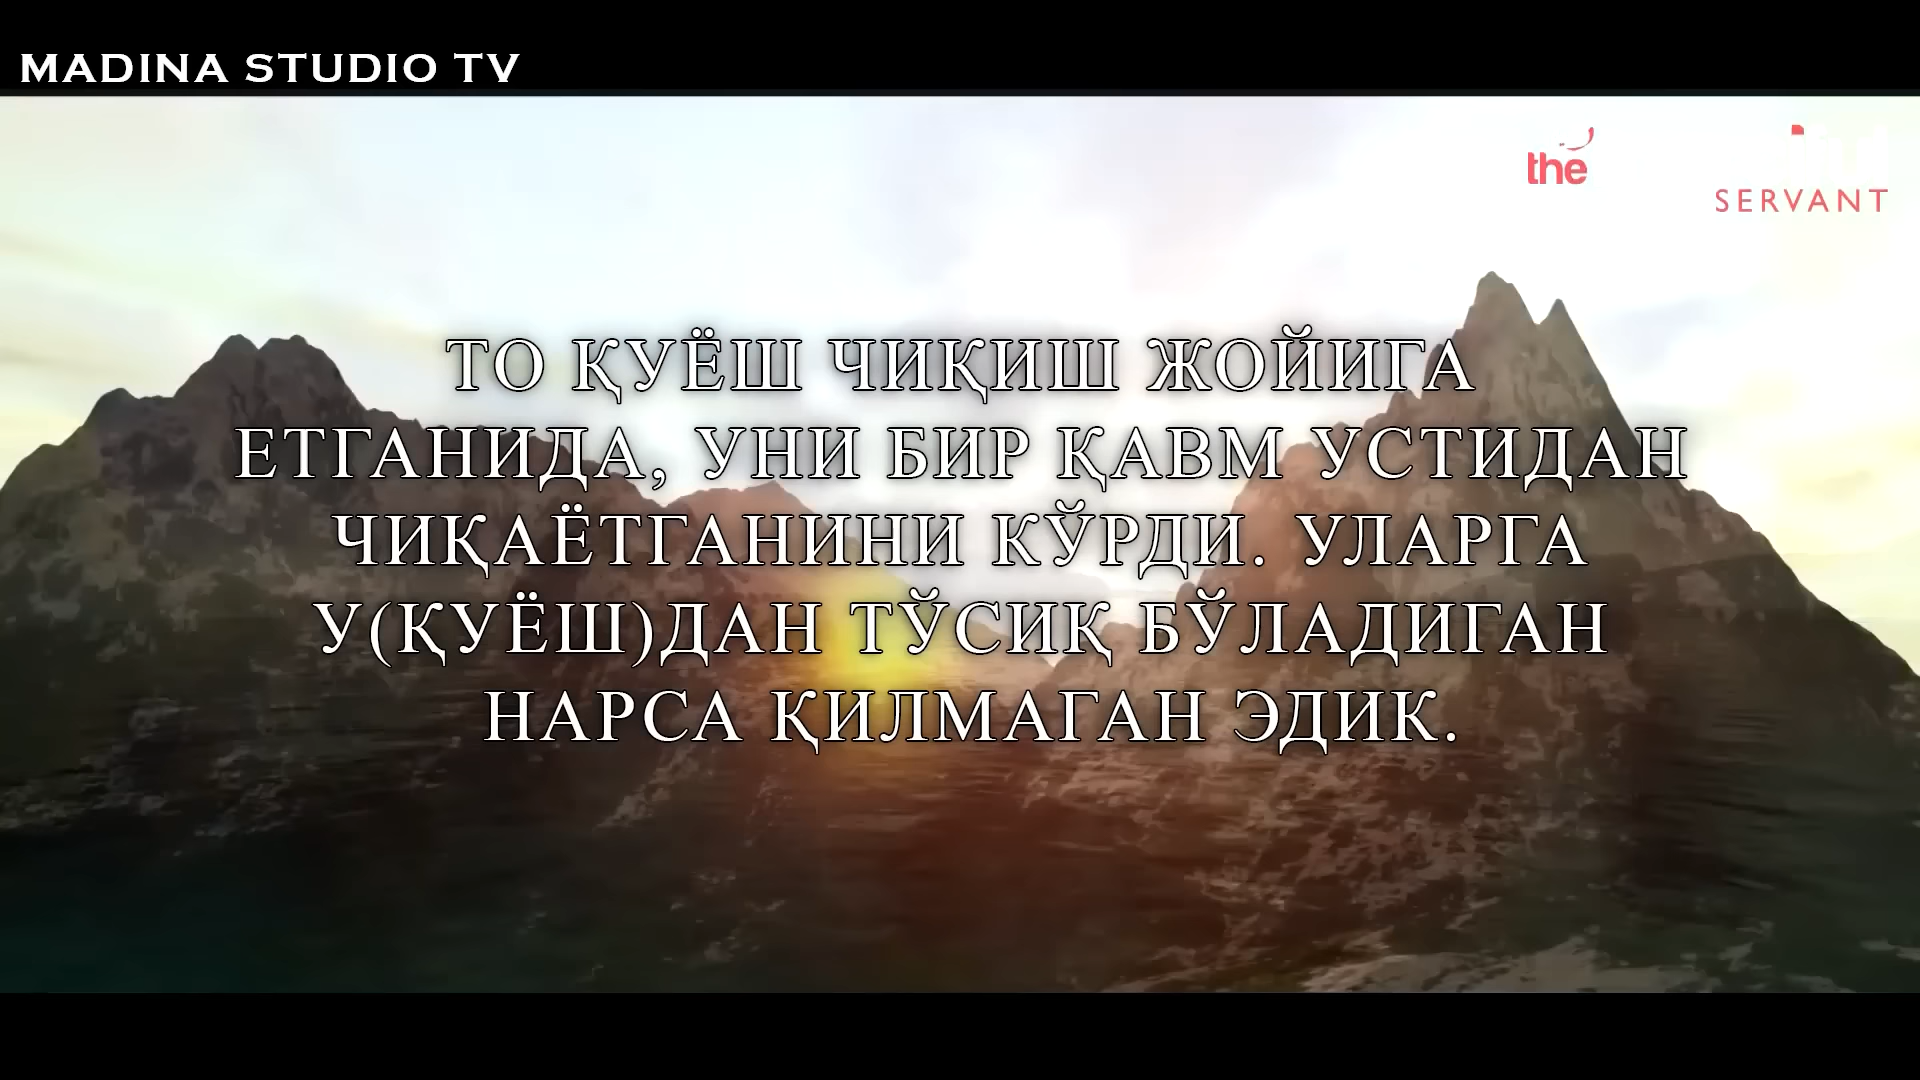 MADINA STUDIO TV
the
SERVANT
ТО ҚУЁШ ЧИҚИШ ЖОЙИГА
ЕТГАНИДА, УНИ БИР ҚАВМ УСТИДАН
ЧИҚАЁТГАНИНИ КЎРДИ. УЛАРГА
У(ҚУЁШ)ДАН ТЎСИҚ БЎЛАДИГАН
НАРСА ҚИЛМАГАН ЭДИК.